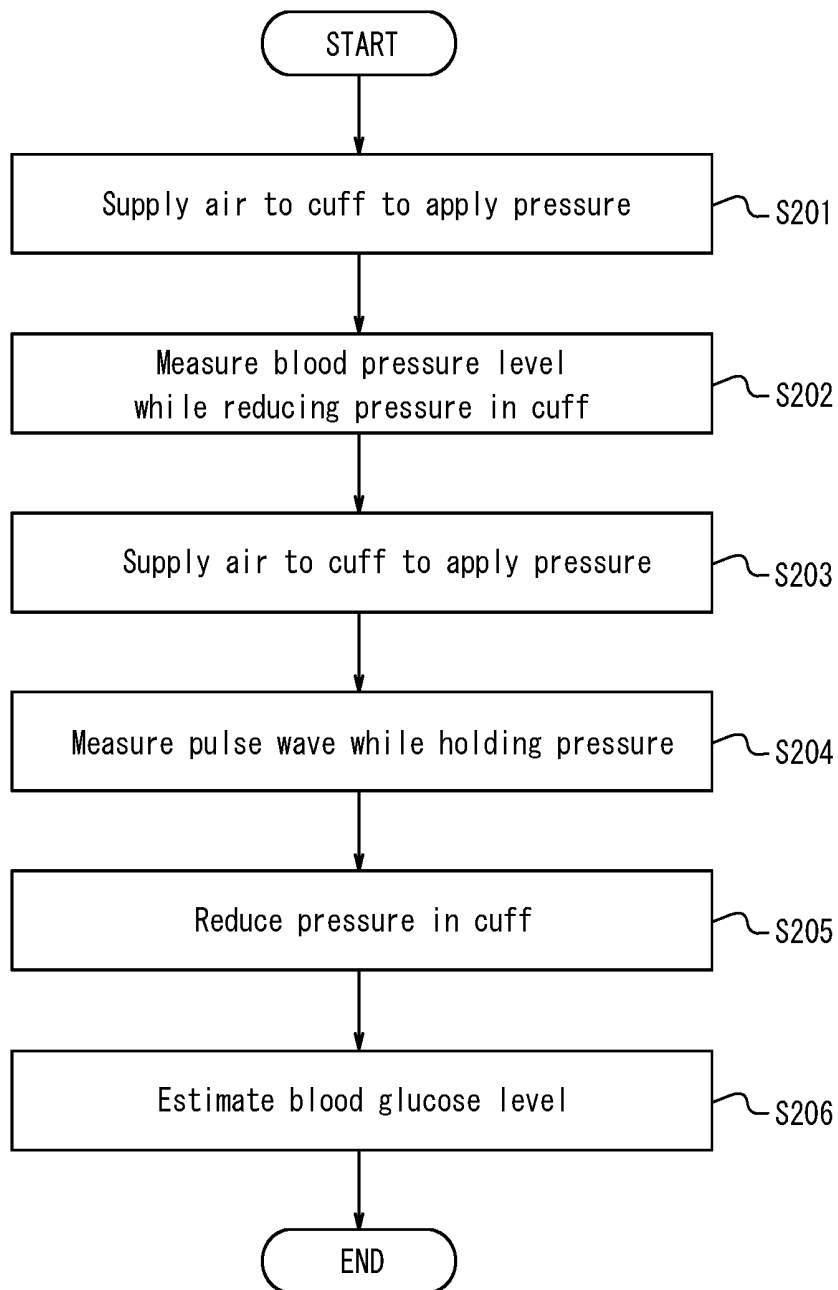 START
Supply air to cuff to apply pressure
S201
Measure blood pressure level
while reducing pressure in cuff
S202
Supply air to cuff to apply pressure
S203
Measure pulse wave while holding pressure
S204
Reduce pressure in cuff
S205
Estimate blood glucose level
S206
END